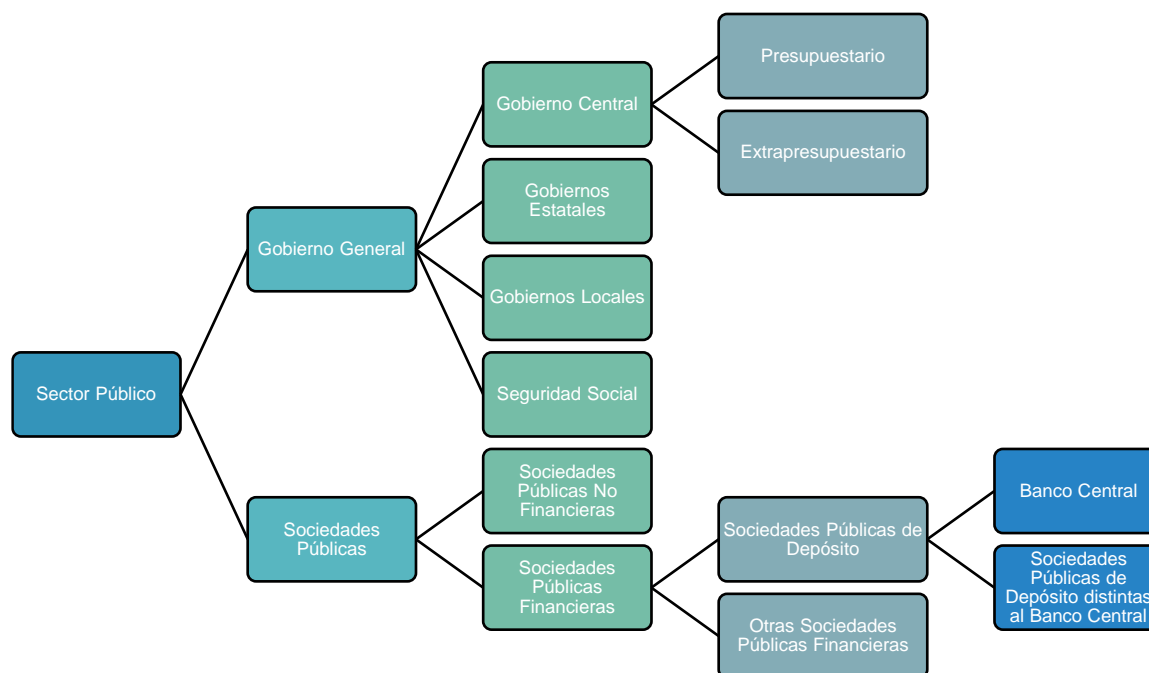 Presupuestario
Gobierno Central
Extrapresupuestario
Gobiernos
Estatales
Gobierno General
Gobiernos Locales
Sector Público
Seguridad Social
Sociedades
Públicas No
Financieras
Banco Central
Sociedades
Públicas
Sociedades Públicas de
Depósito
Sociedades
Públicas
Financieras
Sociedades
Públicas de
Depósito distintas
al Banco Central
Otras Sociedades
Públicas Financieras